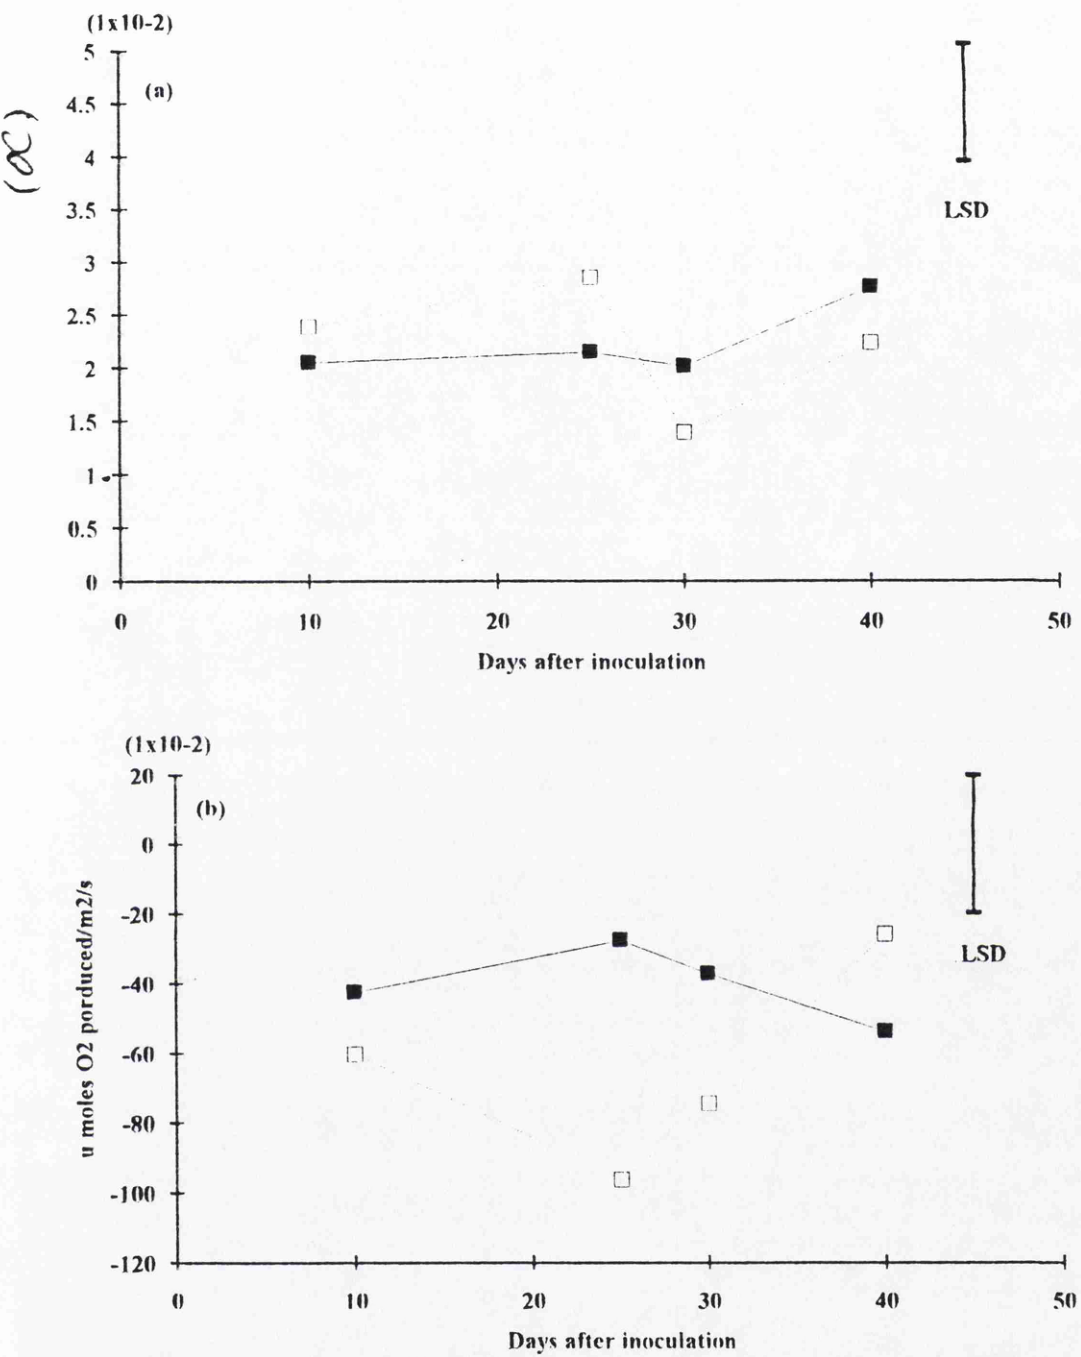 (1x10-2)
5
(a)
4.5
(α)
4
3.5
LSD
3
2.5
2
1.5
1
0.5
0
0 10 20 30 40 50
Days after inoculation
(1x10-2)
20
(b)
0
-20
LSD
-40
-60
-80
-100
-120
u moles O2 porduced/m2/s
0 10 20 30 40 50
Days after inoculation